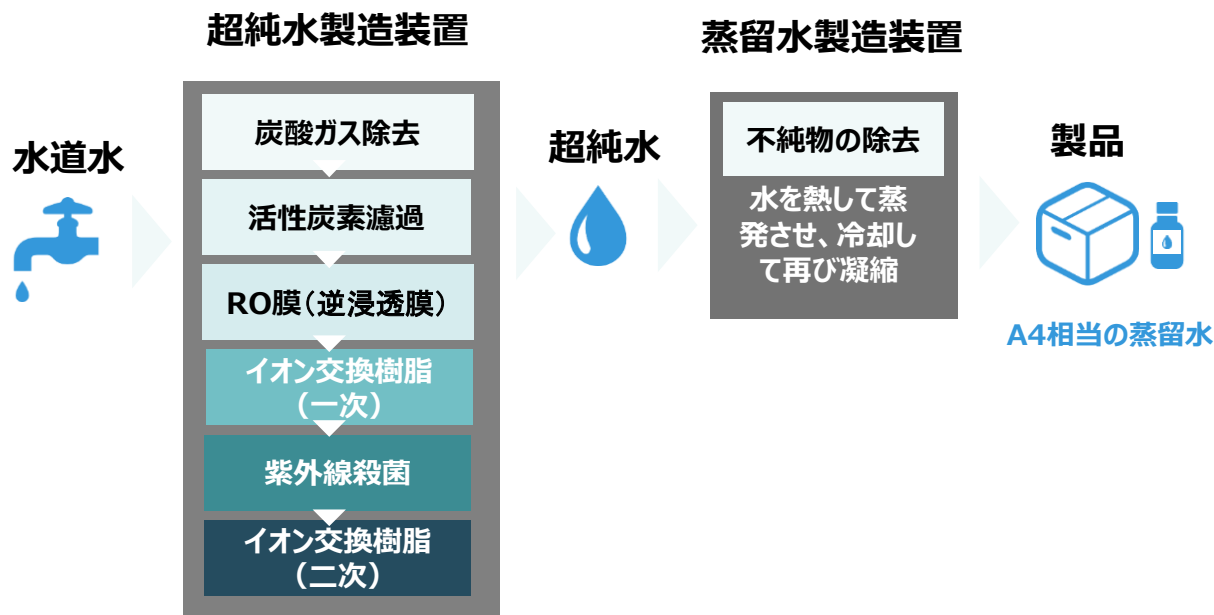 超純水製造装置
蒸留水製造装置
水道水
炭酸ガス除去
活性炭素濾過
RO膜（逆浸透膜）
イオン交換樹脂
（一次）
紫外線殺菌
イオン交換樹脂
（二次）
超純水
不純物の除去
水を熱して蒸
発させ、冷却し
て再び凝縮
製品
A4相当の蒸留水